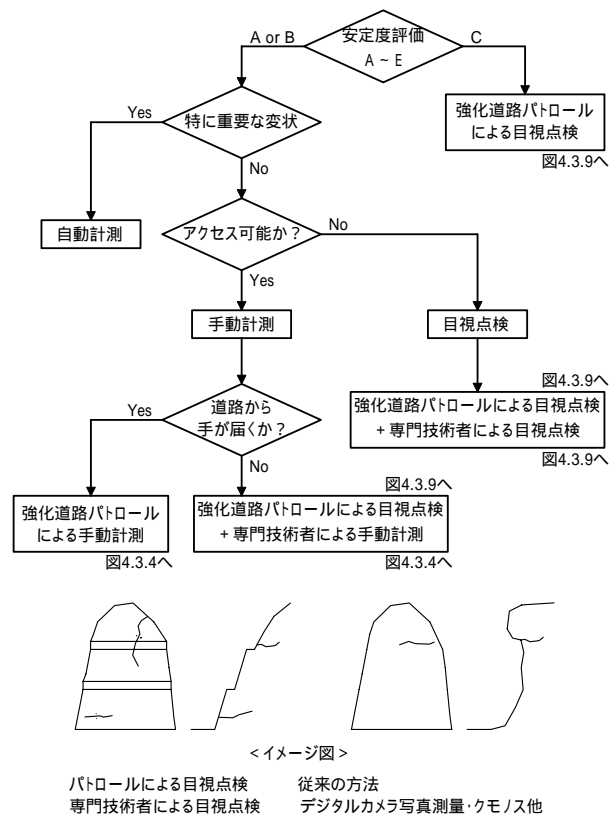 A or B
安定度評価
A ~ E
C
Yes
特に重要な変状
強化道路パトロール
による目視点検
図4.3.9へ
No
自動計測
アクセス可能か？
No
Yes
手動計測
目視点検
図4.3.9へ
Yes
道路から
手が届くか？
強化道路パトロールによる目視点検
+ 専門技術者による目視点検
図4.3.9へ
No
図4.3.9へ
強化道路パトロール
による手動計測
図4.3.4へ
強化道路パトロールによる目視点検
+ 専門技術者による手動計測
図4.3.4へ
<イメージ図>
パトロールによる目視点検 従来の方法
専門技術者による目視点検 デジタルカメラ写真測量・クモノス他